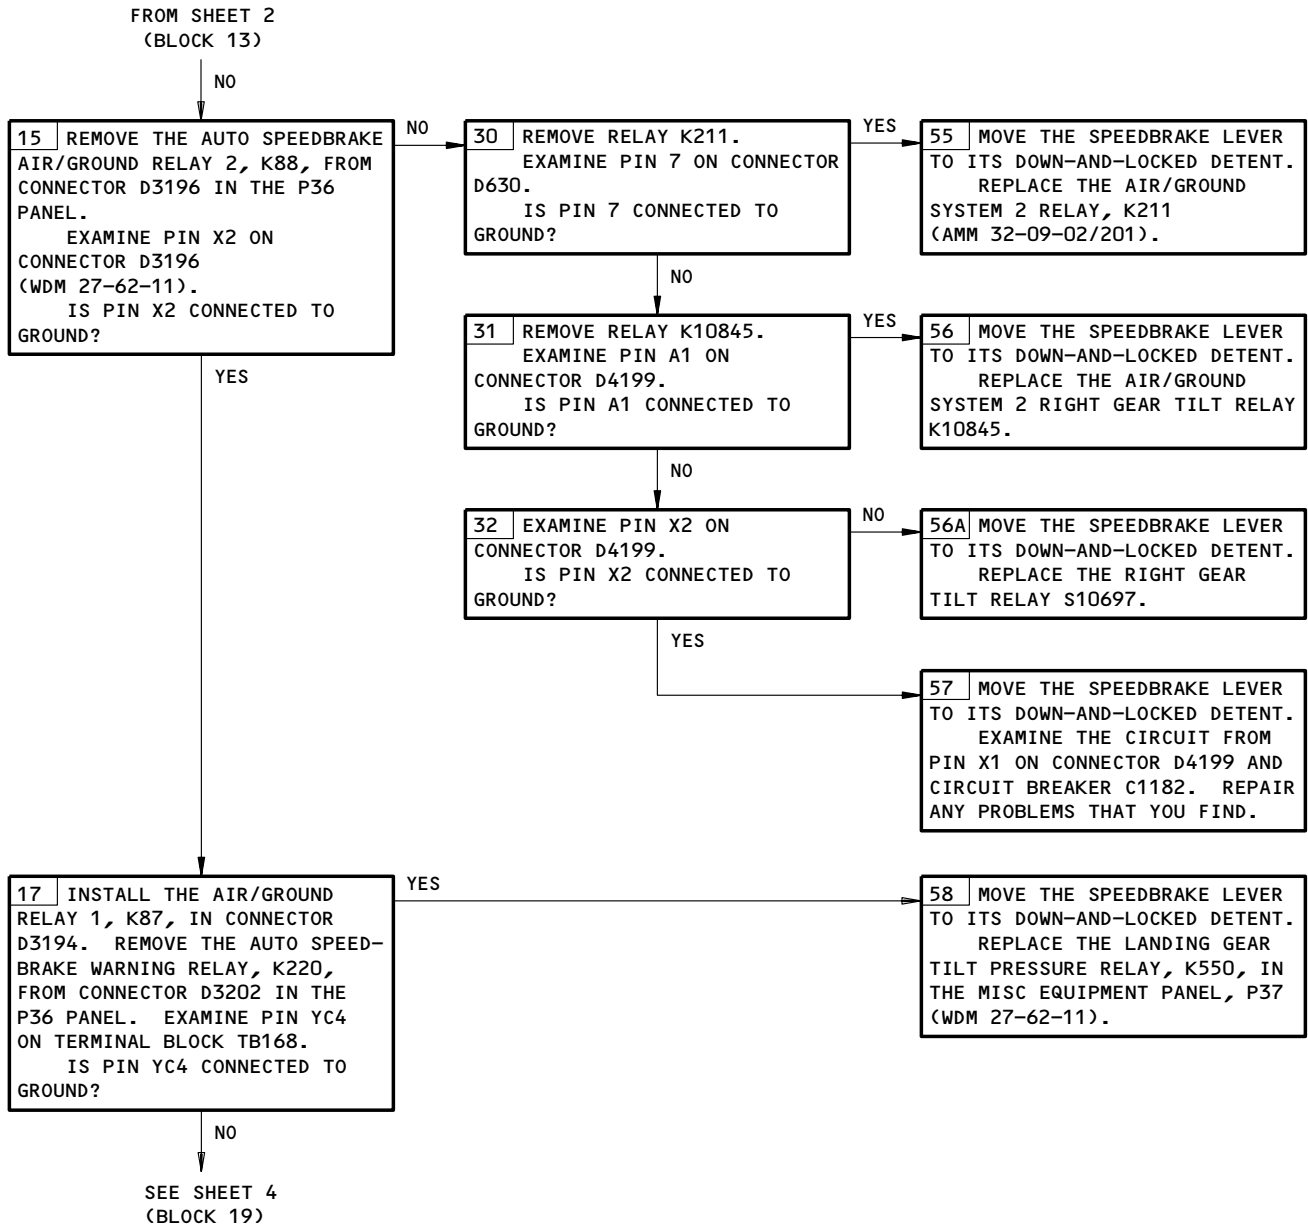 FROM SHEET 2
(BLOCK 13)
NO
15 REMOVE THE AUTO SPEEDBRAKE
AIR/GROUND RELAY 2, K88, FROM
CONNECTOR D3196 IN THE P36
PANEL.
EXAMINE PIN X2 ON
CONNECTOR D3196
(WDM 27-62-11).
IS PIN X2 CONNECTED TO
GROUND?
NO
30 REMOVE RELAY K211.
EXAMINE PIN 7 ON CONNECTOR
D630.
IS PIN 7 CONNECTED TO
GROUND?
YES
55 MOVE THE SPEEDBRAKE LEVER
TO ITS DOWN-AND-LOCKED DETENT.
REPLACE THE AIR/GROUND
SYSTEM 2 RELAY, K211
(AMM 32-09-02/201).
NO
31 REMOVE RELAY K10845.
EXAMINE PIN A1 ON
CONNECTOR D4199.
IS PIN A1 CONNECTED TO
GROUND?
YES
56 MOVE THE SPEEDBRAKE LEVER
TO ITS DOWN-AND-LOCKED DETENT.
REPLACE THE AIR/GROUND
SYSTEM 2 RIGHT GEAR TILT RELAY
K10845.
YES
NO
32 EXAMINE PIN X2 ON
CONNECTOR D4199.
IS PIN X2 CONNECTED TO
GROUND?
NO
56A MOVE THE SPEEDBRAKE LEVER
TO ITS DOWN-AND-LOCKED DETENT.
REPLACE THE RIGHT GEAR
TILT RELAY S10697.
YES
57 MOVE THE SPEEDBRAKE LEVER
TO ITS DOWN-AND-LOCKED DETENT.
EXAMINE THE CIRCUIT FROM
PIN X1 ON CONNECTOR D4199 AND
CIRCUIT BREAKER C1182. REPAIR
ANY PROBLEMS THAT YOU FIND.
17 INSTALL THE AIR/GROUND
RELAY 1, K87, IN CONNECTOR
D3194. REMOVE THE AUTO SPEED-
BRAKE WARNING RELAY, K220,
FROM CONNECTOR D3202 IN THE
P36 PANEL. EXAMINE PIN YC4
ON TERMINAL BLOCK TB168.
IS PIN YC4 CONNECTED TO
GROUND?
YES
58 MOVE THE SPEEDBRAKE LEVER
TO ITS DOWN-AND-LOCKED DETENT.
REPLACE THE LANDING GEAR
TILT PRESSURE RELAY, K550, IN
THE MISC EQUIPMENT PANEL, P37
(WDM 27-62-11).
NO
SEE SHEET 4
(BLOCK 19)